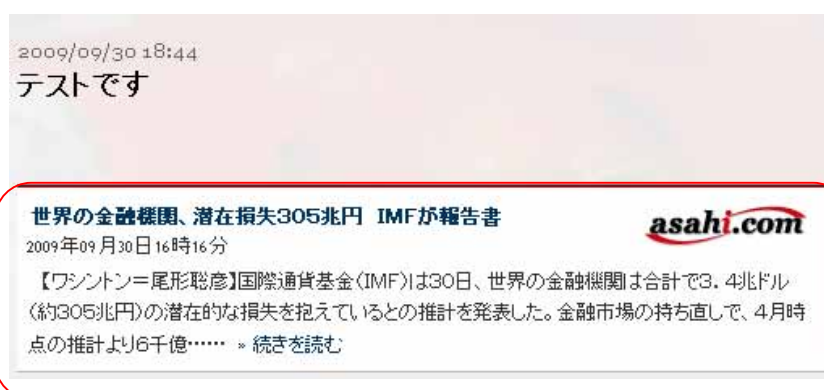 2009/09/30 18:44
テストです
世界の金融機関、潜在損失305兆円 IMFが報告書
asahi.com
2009年09月30日16時16分
【ワシントン=尾形聡彦】国際通貨基金(IMF)は30日、世界の金融機関は合計で3．4兆ドル
(約305兆円)の潜在的な損失を抱えているとの推計を発表した。金融市場の持ち直しで、4月時
点の推計より6千億…… » 続きを読む